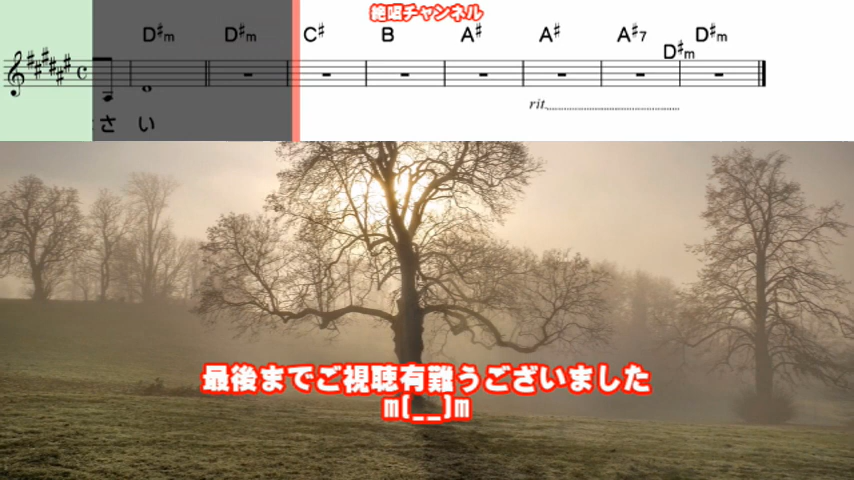 絶唱チャンネル
D♯m D♯m C♯ B A♯ A♯ A♯7 D♯m D♯m
rit.
さ い
最後までご視聴有難うございました
m(__)m